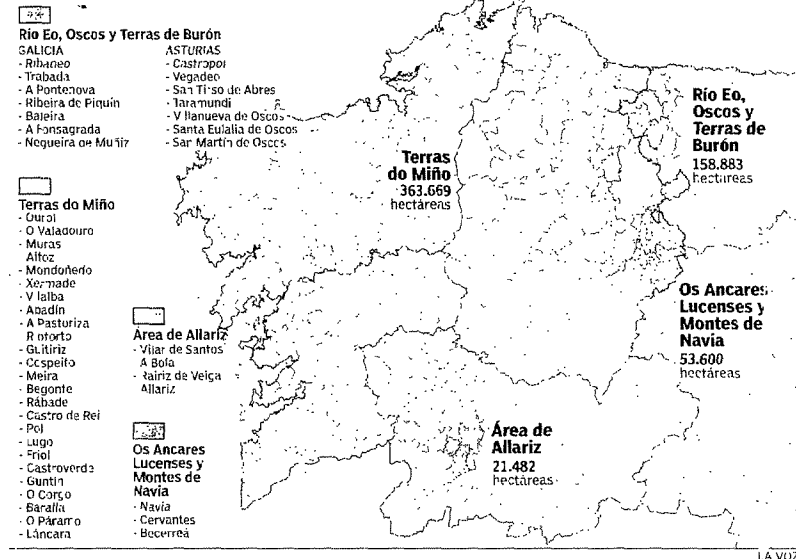 Río Eo, Oscos y Terras de Burón
GALICIA
- Ribadeo
- Trabada
- A Pontenova
- Ribeira de Piquín
- Baleira
- A Fonsagrada
- Negueira de Muñiz
ASTURIAS
- Castropol
- Vegadeo
- San Tirso de Abres
- Taramundi
- Villanueva de Oscos
- Santa Eulalia de Oscos
- San Martín de Oscos
Terras do Miño
- Ourol
- O Valadouro
- Muras
Alfoz
- Mondoñedo
- Xermade
- Vilalba
- Abadín
- A Pastoriza
Riotorto
- Guitiriz
- Cospeito
- Meira
- Begonte
- Rábade
- Castro de Rei
- Pol
- Lugo
- Friol
- Castroverde
- Guntín
- O Corgo
- Baralla
- O Páramo
- Láncara
Área de Allariz
- Vilar de Santos
A Bola
- Rairiz de Veiga
Allariz
Os Ancares
Lucenses y
Montes de
Navia
- Navia
- Cervantes
- Becerreá
Terras
do Miño
363.669
hectáreas
Río Eo,
Oscos y
Terras de
Burón
158.883
hectáreas
Os Ancares
Lucenses y
Montes de
Navia
53.600
hectáreas
Área de
Allariz
21.482
hectáreas
LA VOZ